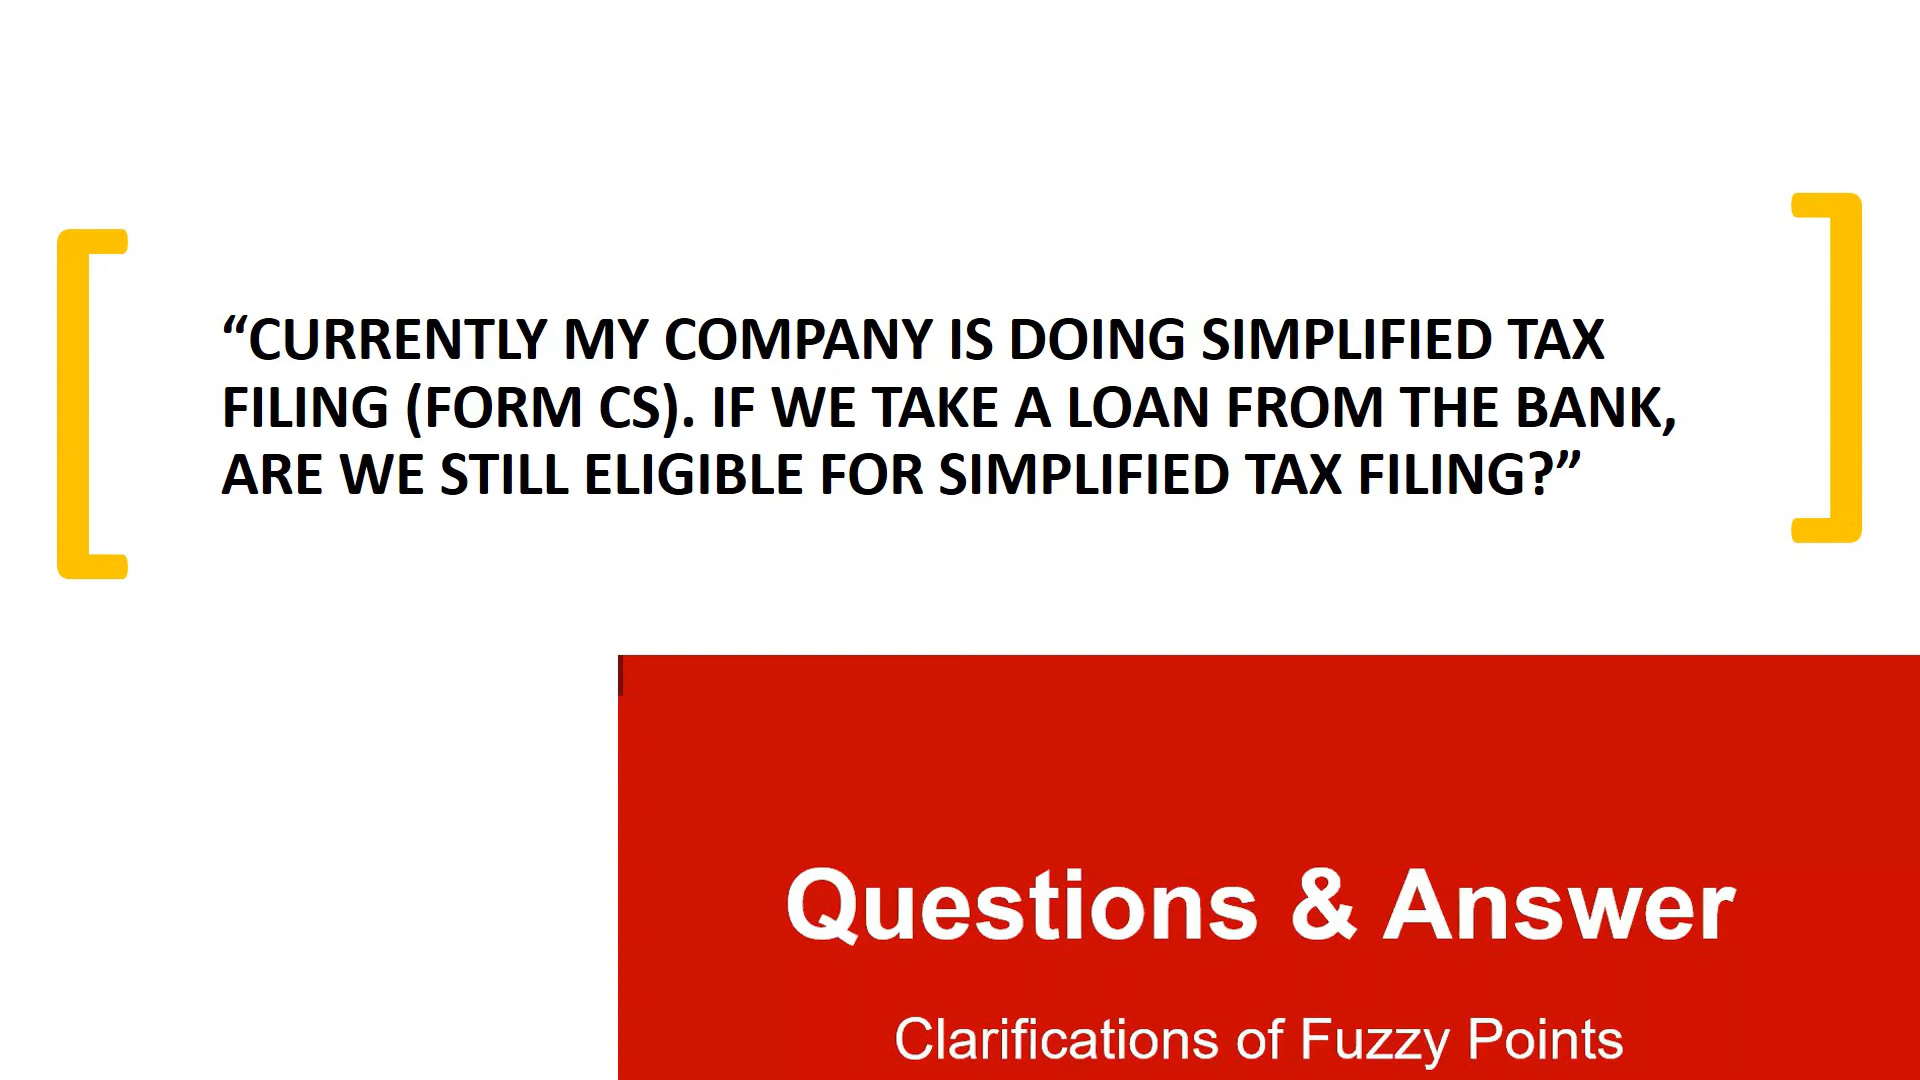 “CURRENTLY MY COMPANY IS DOING SIMPLIFIED TAX
FILING (FORM CS). IF WE TAKE A LOAN FROM THE BANK,
ARE WE STILL ELIGIBLE FOR SIMPLIFIED TAX FILING?”
Questions & Answer
Clarifications of Fuzzy Points